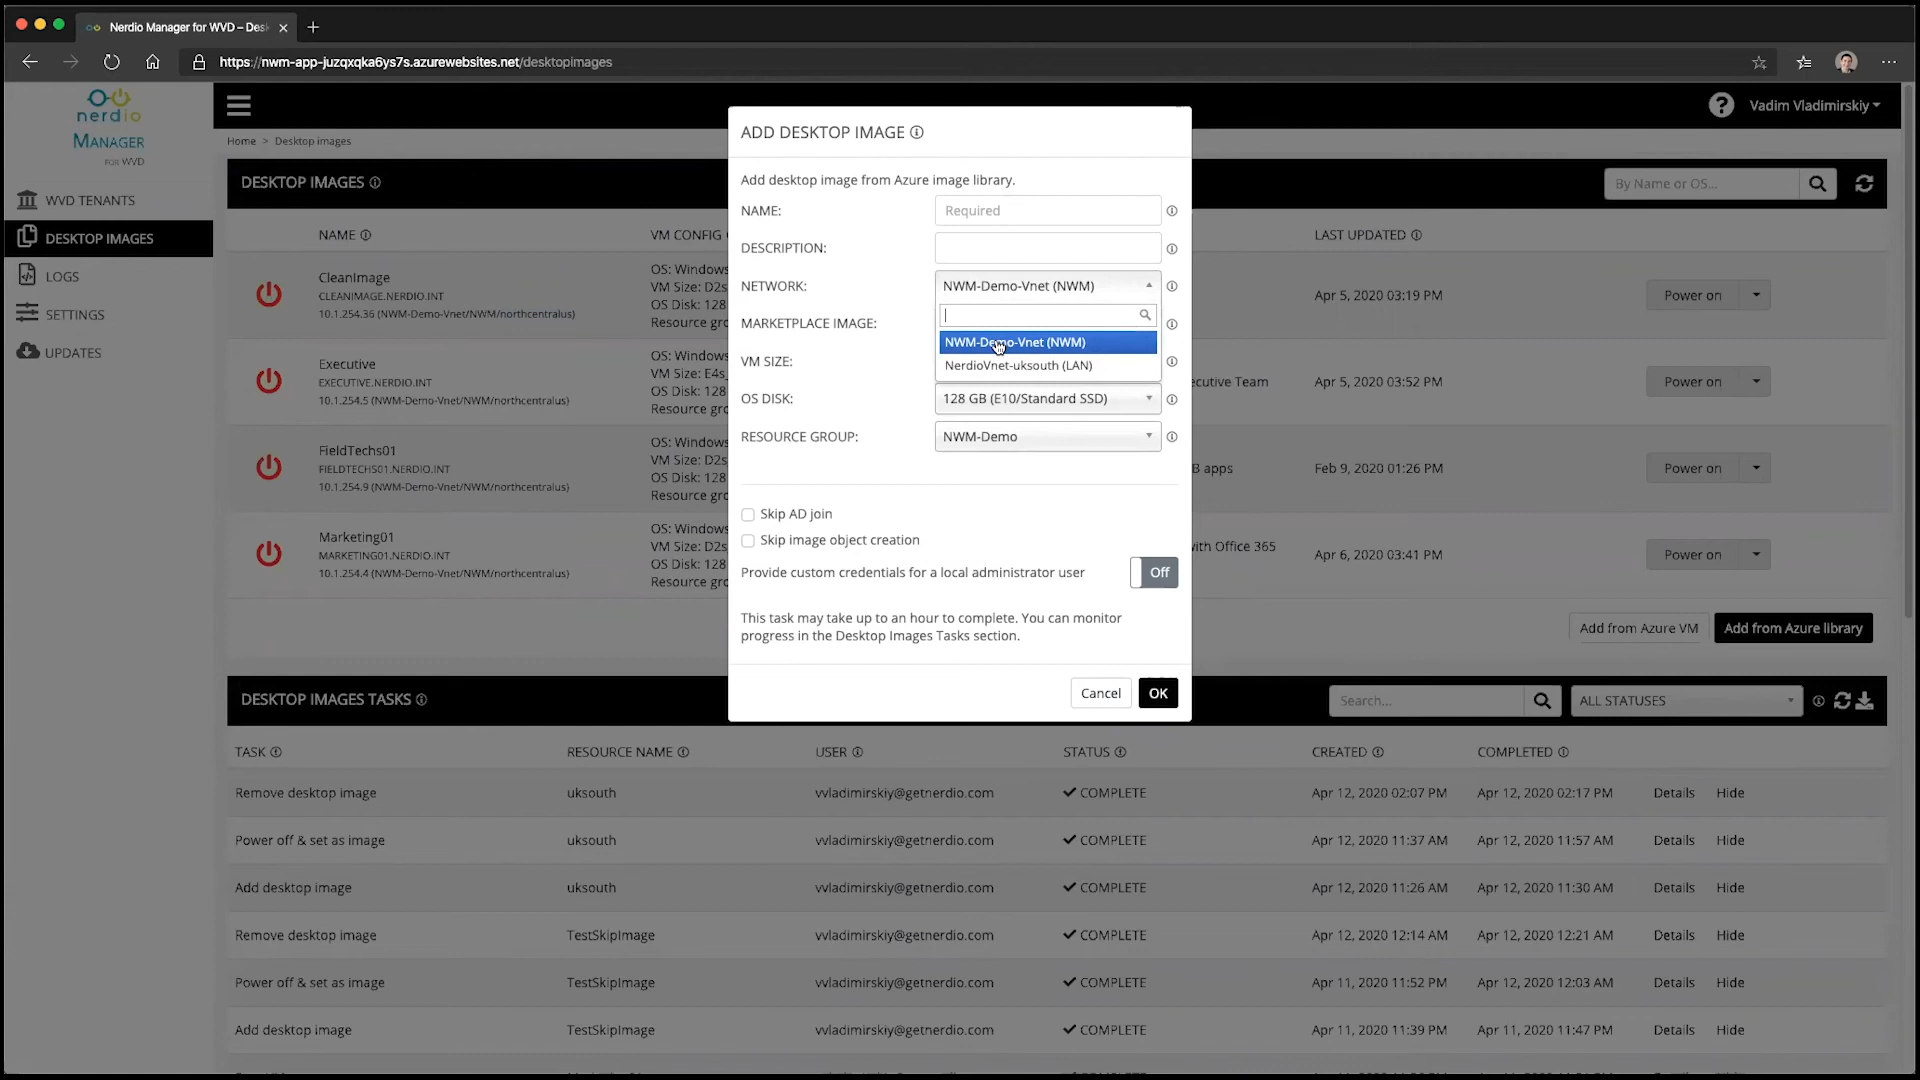 Nerdio Manager for WVD – Des
https://nwm-app-juzqxqka6ys7s.azurewebsites.net/desktopimages
nerdio
MANAGER
FOR WVD
Vadim Vladimirskiy
Home > Desktop images
WVD TENANTS
DESKTOP IMAGES
LOGS
SETTINGS
UPDATES
DESKTOP IMAGES
By Name or OS...
NAME
VM CONFIG
LAST UPDATED
CleanImage
CLEANIMAGE.NERDIO.INT
10.1.254.36 (NWM-Demo-Vnet/NWM/northcentralus)
OS: Windows
VM Size: D2s
OS Disk: 128
Resource gro
Apr 5, 2020 03:19 PM
Power on
Executive
EXECUTIVE.NERDIO.INT
10.1.254.5 (NWM-Demo-Vnet/NWM/northcentralus)
OS: Windows
VM Size: E4s_
OS Disk: 128
Resource gro
ecutive Team
Apr 5, 2020 03:52 PM
Power on
FieldTechs01
FIELDTECHS01.NERDIO.INT
10.1.254.9 (NWM-Demo-Vnet/NWM/northcentralus)
OS: Windows
VM Size: D2s
OS Disk: 128
Resource gro
B apps
Feb 9, 2020 01:26 PM
Power on
Marketing01
MARKETING01.NERDIO.INT
10.1.254.4 (NWM-Demo-Vnet/NWM/northcentralus)
OS: Windows
VM Size: D2s
OS Disk: 128
Resource gro
with Office 365
Apr 6, 2020 03:41 PM
Power on
Add from Azure VM
Add from Azure library
ADD DESKTOP IMAGE
Add desktop image from Azure image library.
NAME:
Required
DESCRIPTION:
NETWORK:
NWM-Demo-Vnet (NWM)
NWM-Demo-Vnet (NWM)
NerdioVnet-uksouth (LAN)
MARKETPLACE IMAGE:
VM SIZE:
OS DISK:
128 GB (E10/Standard SSD)
RESOURCE GROUP:
NWM-Demo
Skip AD join
Skip image object creation
Provide custom credentials for a local administrator user
Off
This task may take up to an hour to complete. You can monitor
progress in the Desktop Images Tasks section.
Cancel
OK
DESKTOP IMAGES TASKS
Search...
ALL STATUSES
TASK
RESOURCE NAME
USER
STATUS
CREATED
COMPLETED
Remove desktop image uksouth vvladimirskiy@getnerdio.com COMPLETE Apr 12, 2020 02:07 PM Apr 12, 2020 02:17 PM Details Hide
Power off & set as image uksouth vvladimirskiy@getnerdio.com COMPLETE Apr 12, 2020 11:37 AM Apr 12, 2020 11:57 AM Details Hide
Add desktop image uksouth vvladimirskiy@getnerdio.com COMPLETE Apr 12, 2020 11:26 AM Apr 12, 2020 11:30 AM Details Hide
Remove desktop image TestSkipImage vvladimirskiy@getnerdio.com COMPLETE Apr 12, 2020 12:14 AM Apr 12, 2020 12:21 AM Details Hide
Power off & set as image TestSkipImage vvladimirskiy@getnerdio.com COMPLETE Apr 11, 2020 11:52 PM Apr 12, 2020 12:03 AM Details Hide
Add desktop image TestSkipImage vvladimirskiy@getnerdio.com COMPLETE Apr 11, 2020 11:39 PM Apr 11, 2020 11:47 PM Details Hide